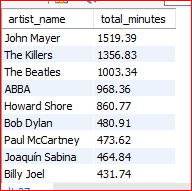 artist_name total_minutes
John Mayer 1519.39
The Killers 1356.83
The Beatles 1003.34
ABBA 968.36
Howard Shore 860.77
Bob Dylan 480.91
Paul McCartney 473.62
Joaquín Sabina 464.84
Billy Joel 431.74